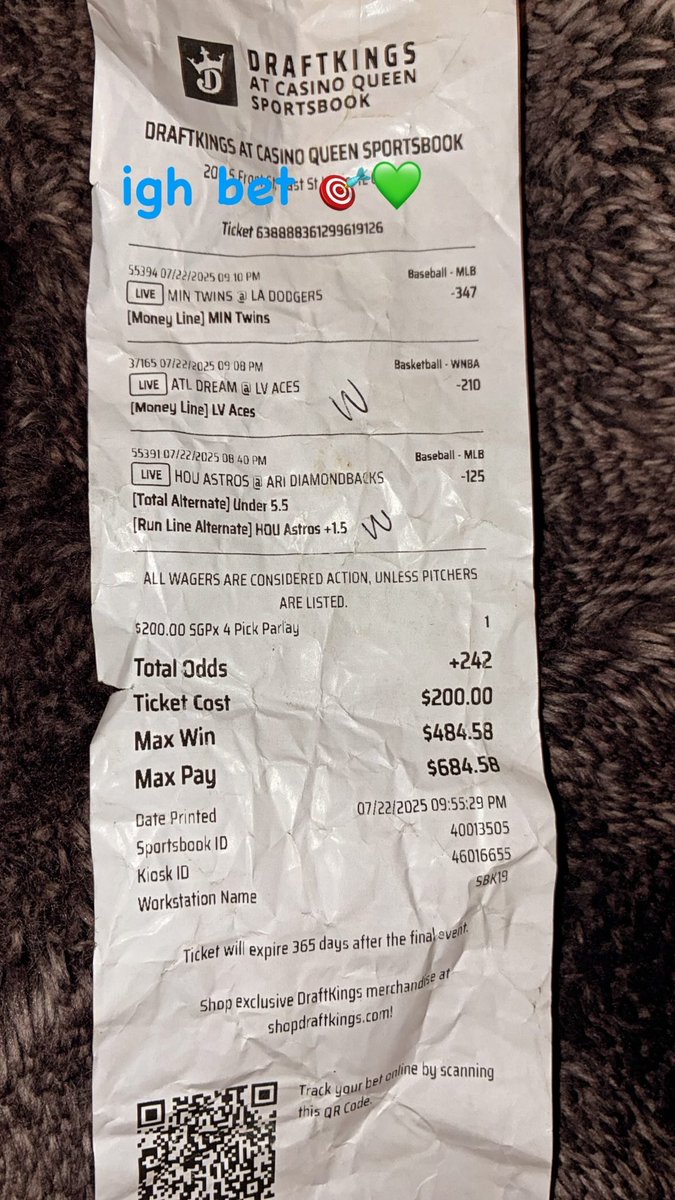 DRAFTKINGS
AT CASINO QUEEN
SPORTSBOOK
DRAFTKINGS AT CASINO QUEEN SPORTSBOOK
200 S Front St, East St
igh bet 🎯💚
Ticket 638888361299619126
55394 07/22/2025 09:10 PM Baseball - MLB
LIVE MIN TWINS @ LA DODGERS -347
[Money Line] MIN Twins
37165 07/22/2025 09:08 PM Basketball - WNBA
LIVE ATL DREAM @ LV ACES -210
[Money Line] LV Aces W
55391 07/22/2025 08:40 PM Baseball - MLB
LIVE HOU ASTROS @ ARI DIAMONDBACKS -125
[Total Alternate] Under 5.5
[Run Line Alternate] HOU Astros +1.5 W
ALL WAGERS ARE CONSIDERED ACTION, UNLESS PITCHERS
ARE LISTED.
$200.00 SGPx 4 Pick Parlay 1
Total Odds +242
Ticket Cost $200.00
Max Win $484.58
Max Pay $684.58
Date Printed 07/22/2025 09:55:29 PM
Sportsbook ID 40013505
Kiosk ID 46016655
Workstation Name SBK19
Ticket will expire 365 days after the final event.
Shop exclusive DraftKings merchandise at
shopdraftkings.com!
Track your bet online by scanning
this QR Code.